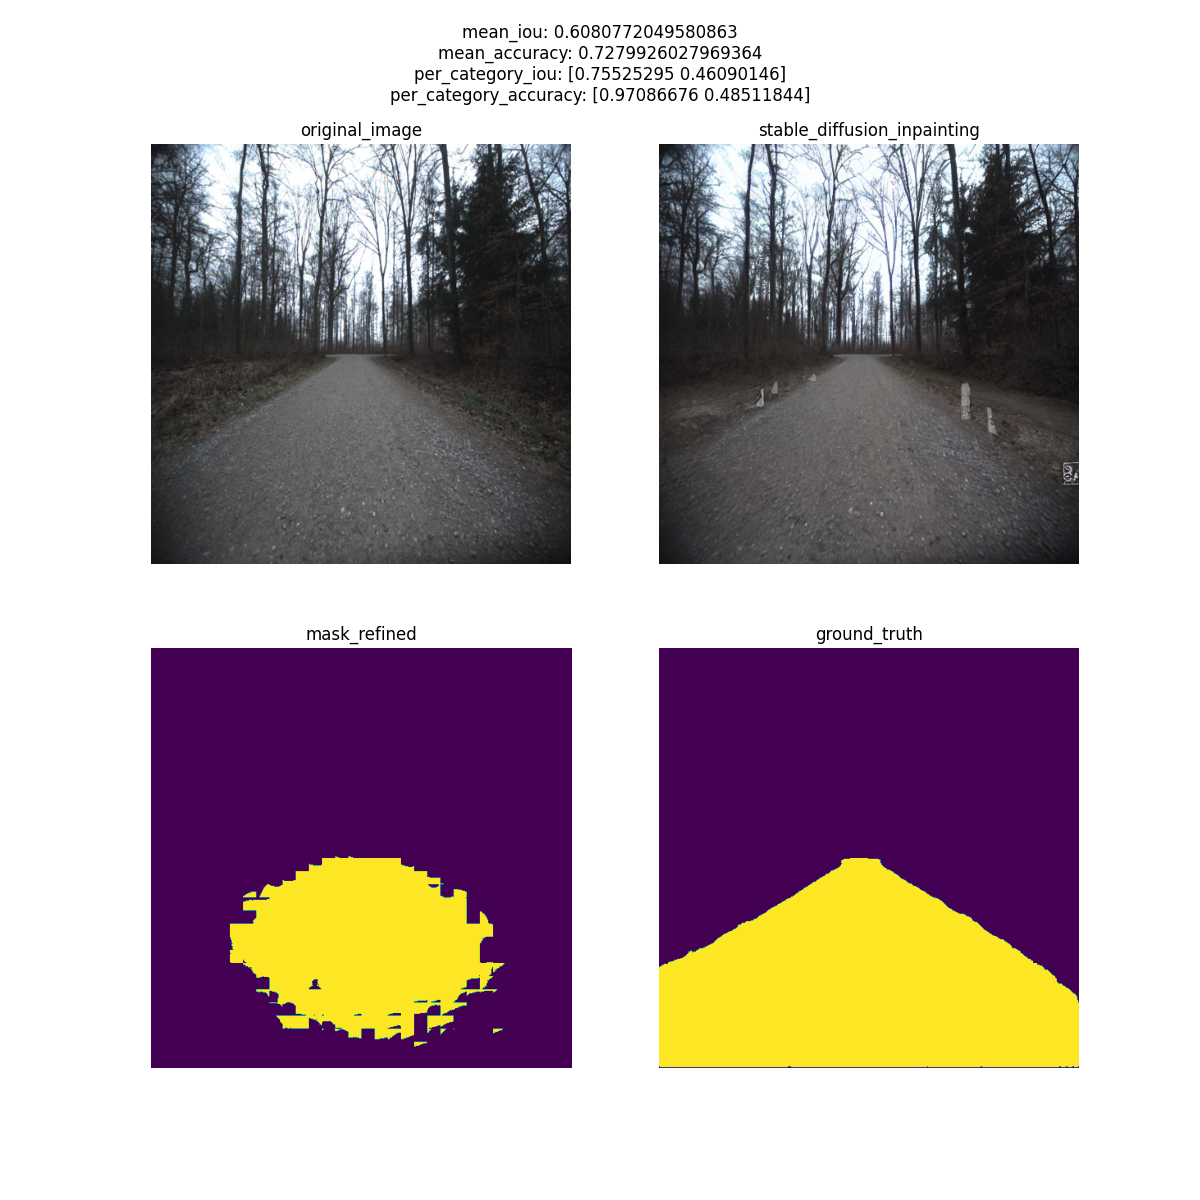 mean_iou: 0.6080772049580863
mean_accuracy: 0.7279926027969364
per_category_iou: [0.75525295 0.46090146]
per_category_accuracy: [0.97086676 0.48511844]
original_image
stable_diffusion_inpainting
mask_refined
ground_truth